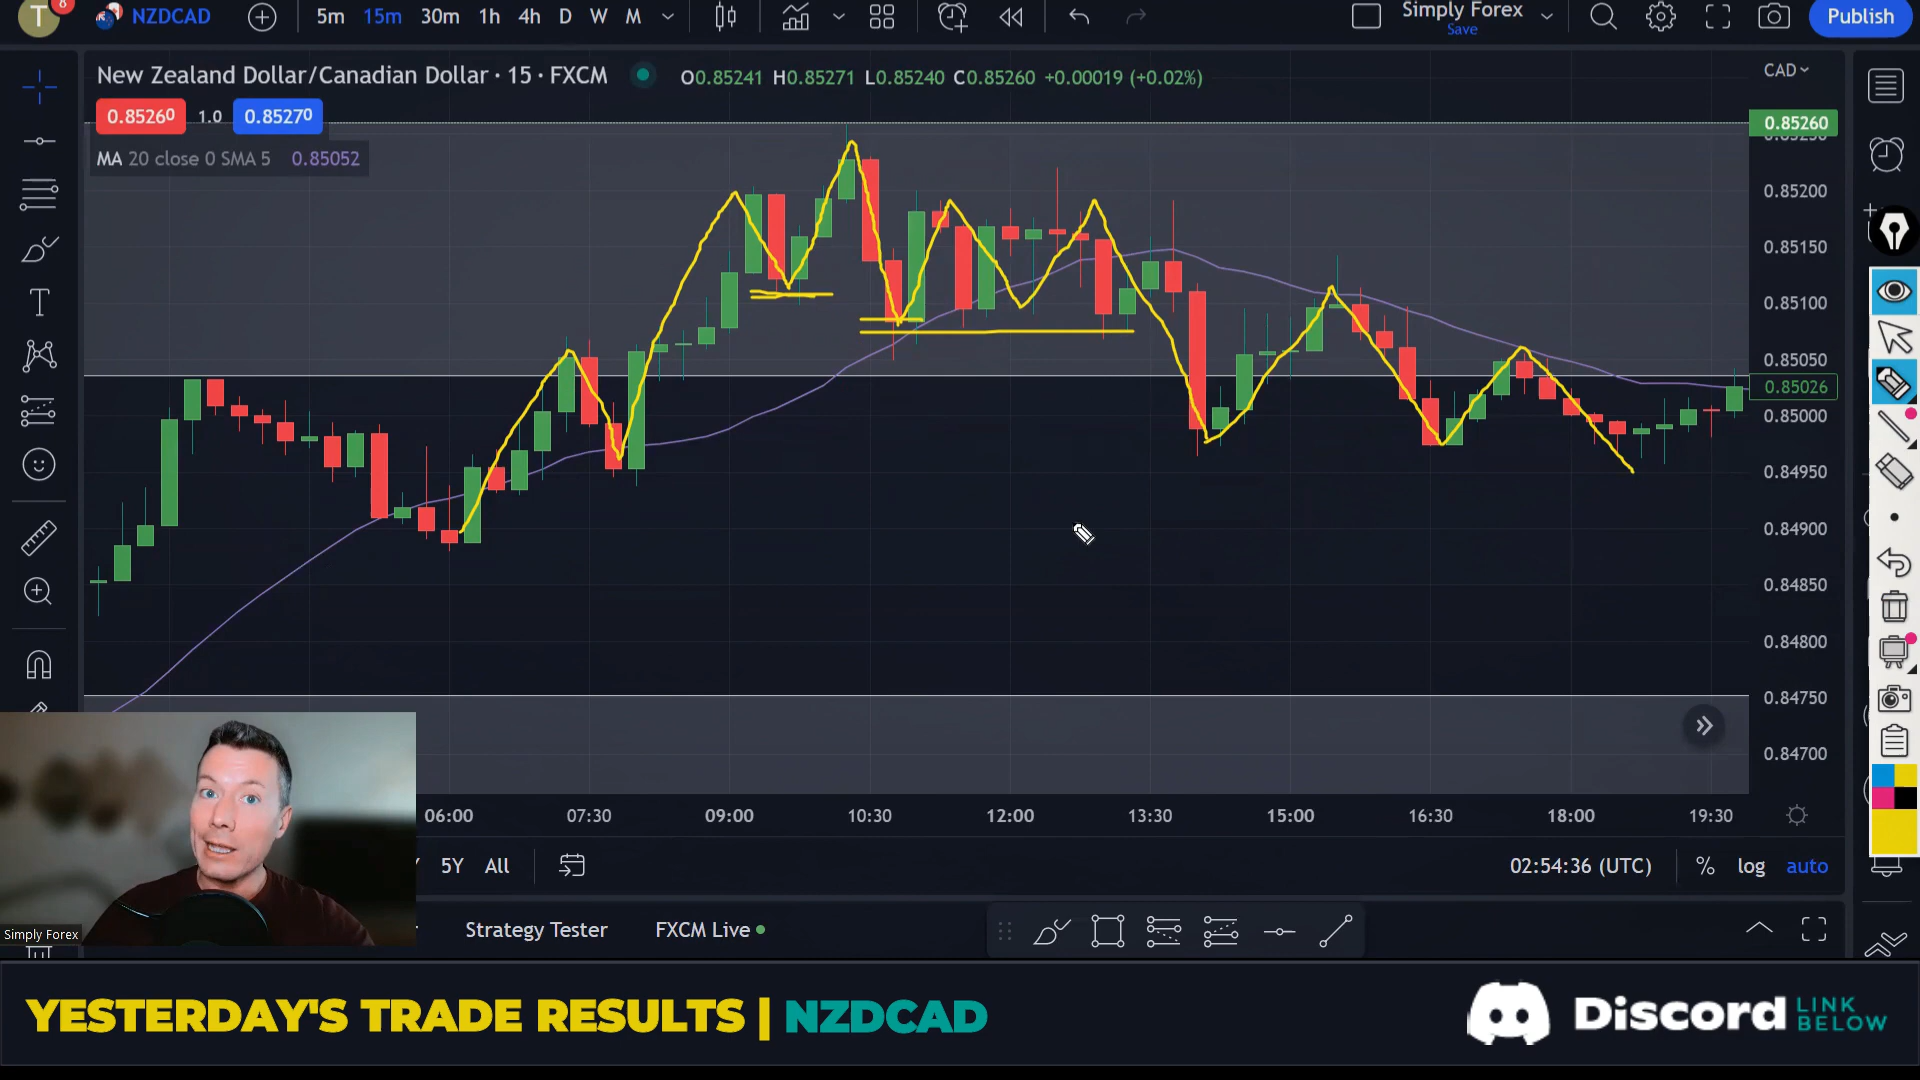 T 8 NZDCAD 5m 15m 30m 1h 4h D W M Simply Forex Save Publish
New Zealand Dollar/Canadian Dollar · 15 · FXCM O0.85241 H0.85271 L0.85240 C0.85260 +0.00019 (+0.02%) CAD
0.85260 1.0 0.85270
MA 20 close 0 SMA 5 0.85052
0.85260
0.85200
0.85150
0.85100
0.85050
0.85026
0.85000
0.84950
0.84900
0.84850
0.84800
0.84750
0.84700
06:00 07:30 09:00 10:30 12:00 13:30 15:00 16:30 18:00 19:30
5Y All 02:54:36 (UTC) % log auto
Simply Forex
Strategy Tester FXCM Live
YESTERDAY'S TRADE RESULTS | NZDCAD
Discord LINK BELOW